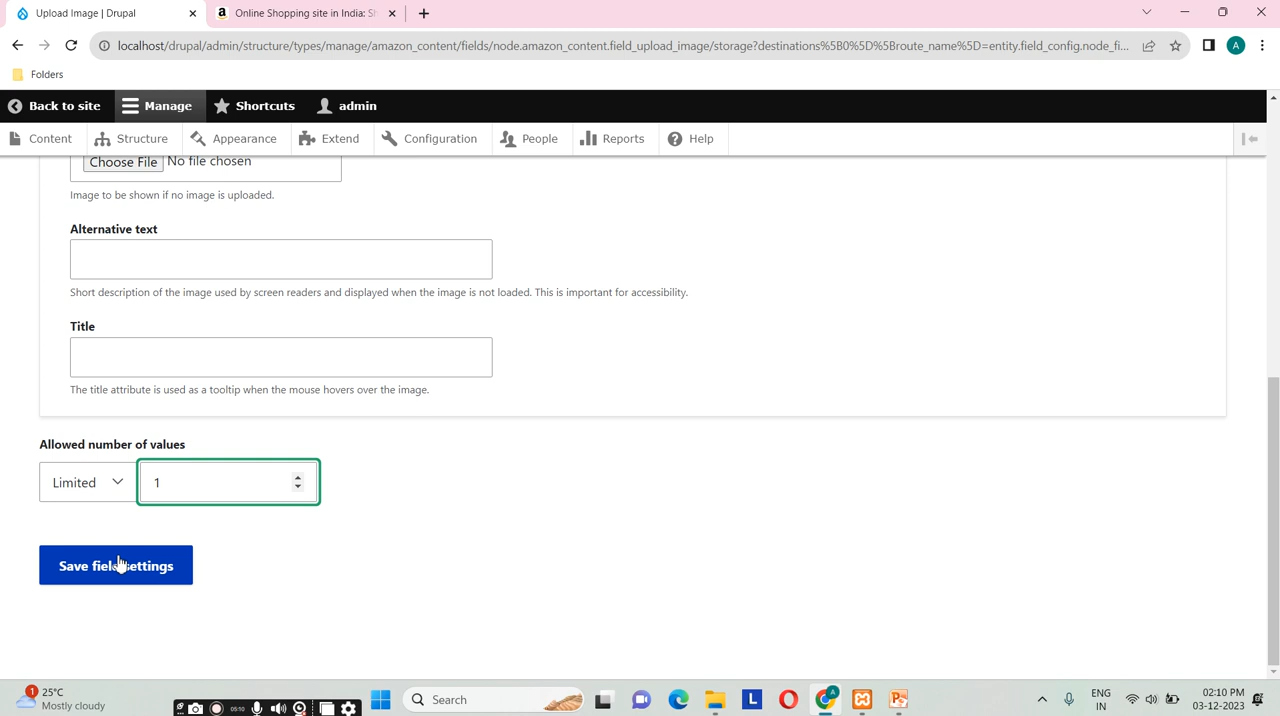 Upload Image | Drupal
Online Shopping site in India: Sh
localhost/drupal/admin/structure/types/manage/amazon_content/fields/node.amazon_content.field_upload_image/storage?destinations%5B0%5D%5Broute_name%5D=entity.field_config.node_fi...
A
Folders
Back to site Manage Shortcuts admin
Content Structure Appearance Extend Configuration People Reports Help
Choose File No file chosen
Image to be shown if no image is uploaded.
Alternative text
Short description of the image used by screen readers and displayed when the image is not loaded. This is important for accessibility.
Title
The title attribute is used as a tooltip when the mouse hovers over the image.
Allowed number of values
Limited 1
Save field settings
1 25°C
Mostly cloudy
05:10
Search
L
A
ENG
IN
02:10 PM
03-12-2023